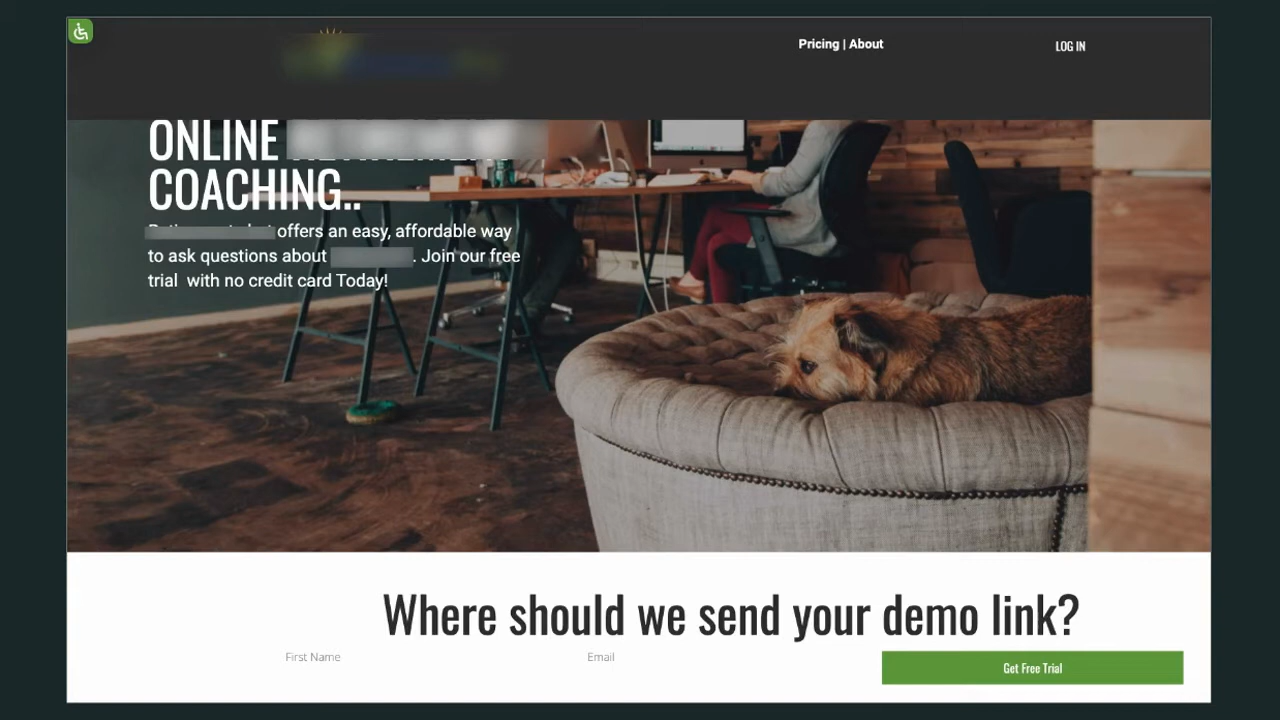 Pricing | About
LOG IN
ONLINE
COACHING..
offers an easy, affordable way
to ask questions about . Join our free
trial with no credit card Today!
Where should we send your demo link?
First Name
Email
Get Free Trial